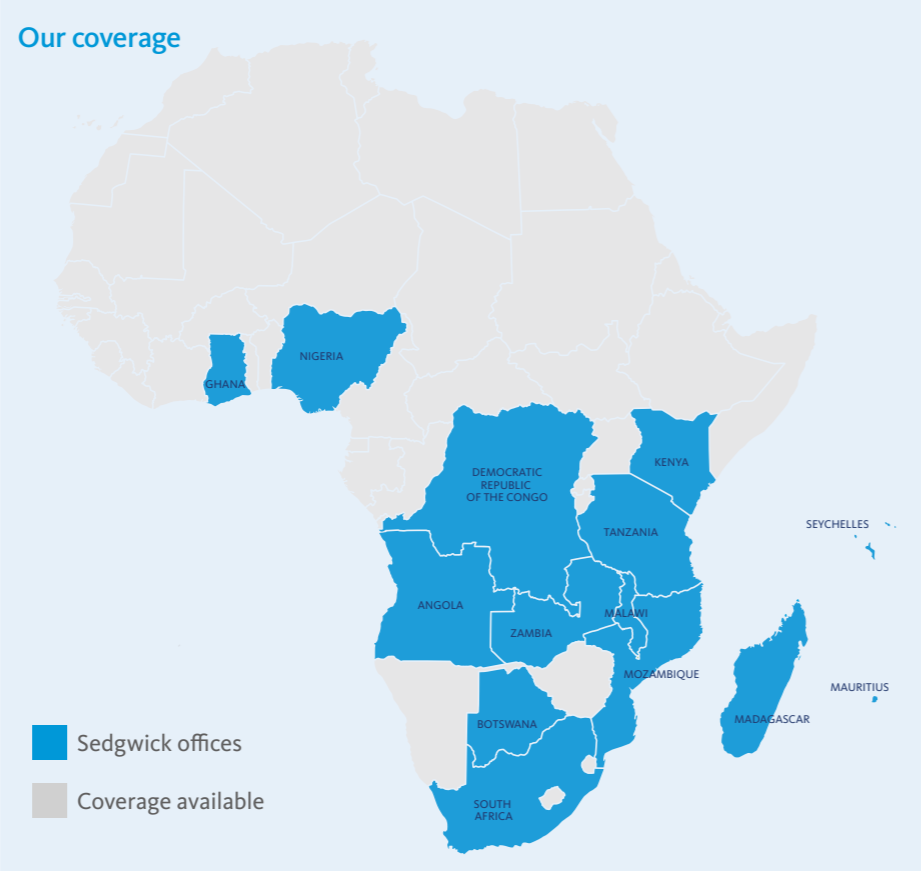 Our coverage
NIGERIA
GHANA
KENYA
DEMOCRATIC
REPUBLIC
OF THE CONGO
SEYCHELLES
TANZANIA
ANGOLA
MALAWI
ZAMBIA
MOZAMBIQUE
MAURITIUS
MADAGASCAR
BOTSWANA
Sedgwick offices
Coverage available
SOUTH
AFRICA